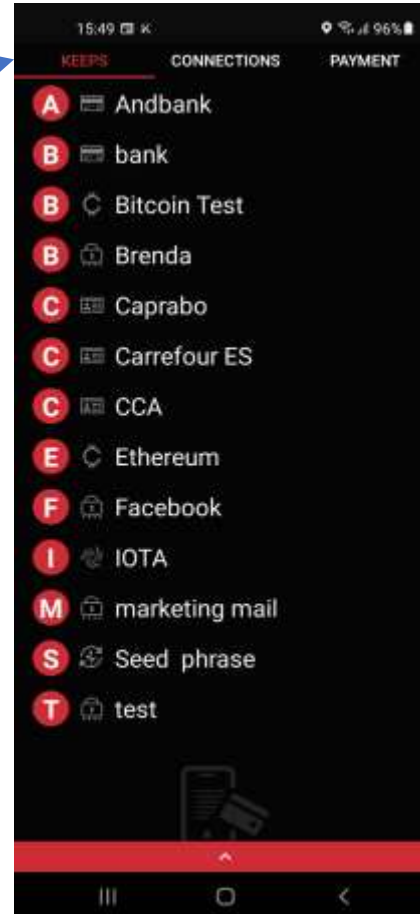 15:49 K 96%
KEEPS CONNECTIONS PAYMENT
A Andbank
B bank
B Bitcoin Test
B Brenda
C Caprabo
C Carrefour ES
C CCA
E Ethereum
F Facebook
I IOTA
M marketing mail
S Seed phrase
T test